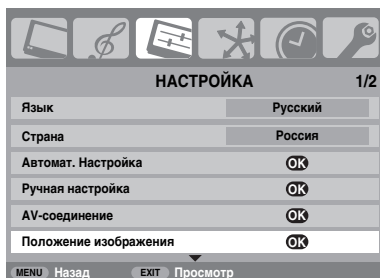 НАСТРОЙКА 1/2
Язык Русский
Страна Россия
Автомат. Настройка OK
Ручная настройка OK
AV-соединение OK
Положение изображения OK
MENU Назад EXIT Просмотр